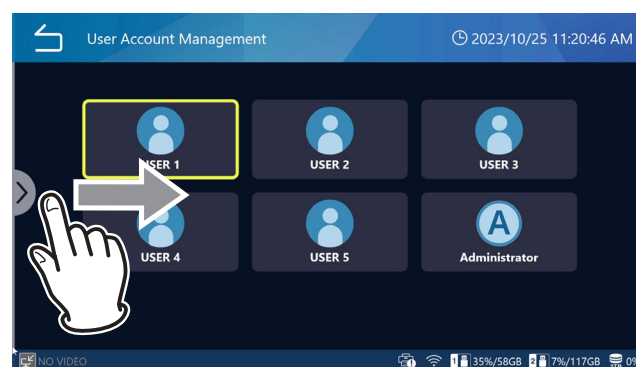 User Account Management
2023/10/25 11:20:46 AM
USER 1
USER 2
USER 3
USER 4
USER 5
A
Administrator
NO VIDEO
1 35%/58GB 2 7%/117GB 0%